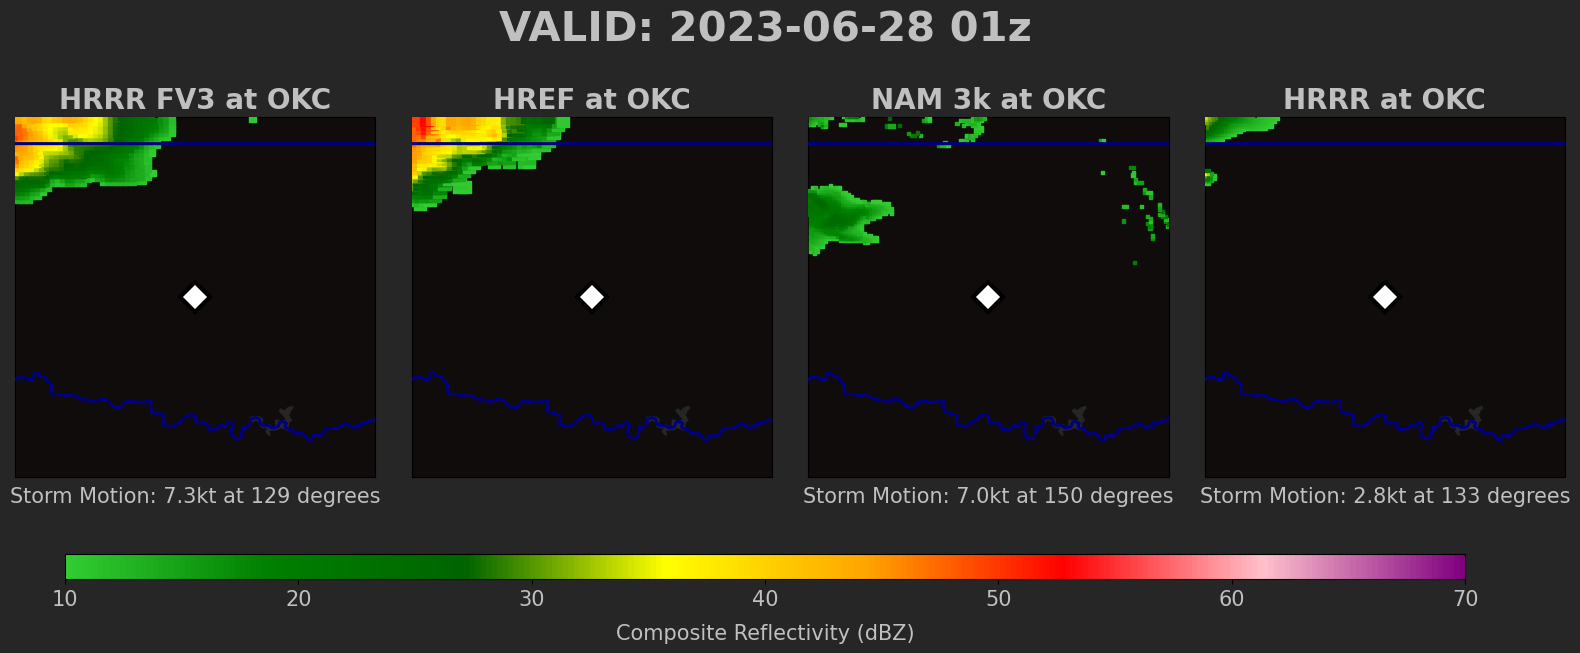 VALID: 2023-06-28 01z
HRRR FV3 at OKC
HREF at OKC
NAM 3k at OKC
HRRR at OKC
Storm Motion: 7.3kt at 129 degrees
Storm Motion: 7.0kt at 150 degrees
Storm Motion: 2.8kt at 133 degrees
10 20 30 40 50 60 70
Composite Reflectivity (dBZ)